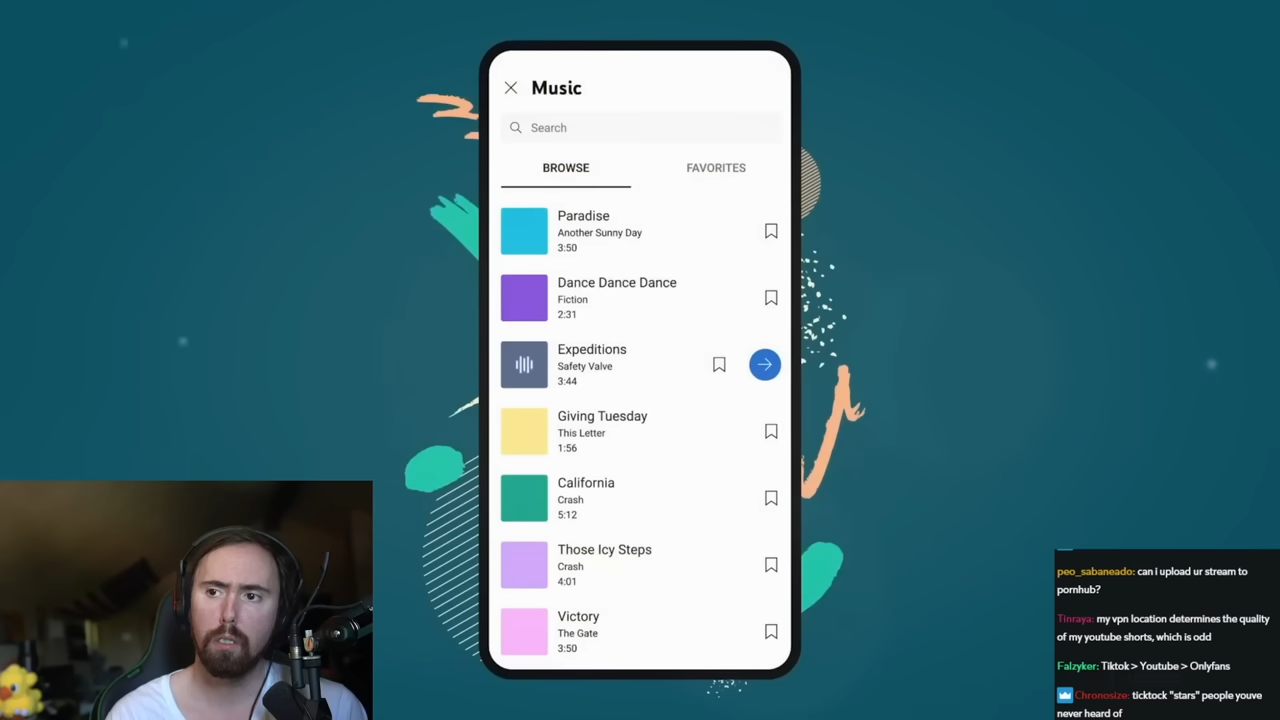 Music
Search
BROWSE
FAVORITES
Paradise
Another Sunny Day
3:50
Dance Dance Dance
Fiction
2:31
Expeditions
Safety Valve
3:44
Giving Tuesday
This Letter
1:56
California
Crash
5:12
Those Icy Steps
Crash
4:01
Victory
The Gate
3:50
peo_sabaneado: can i upload ur stream to
pornhub?
Tinraya: my vpn location determines the quality
of my youtube shorts, which is odd
Falzyker: Tiktok > Youtube > Onlyfans
Chronosize: ticktock "stars" people youve
never heard of